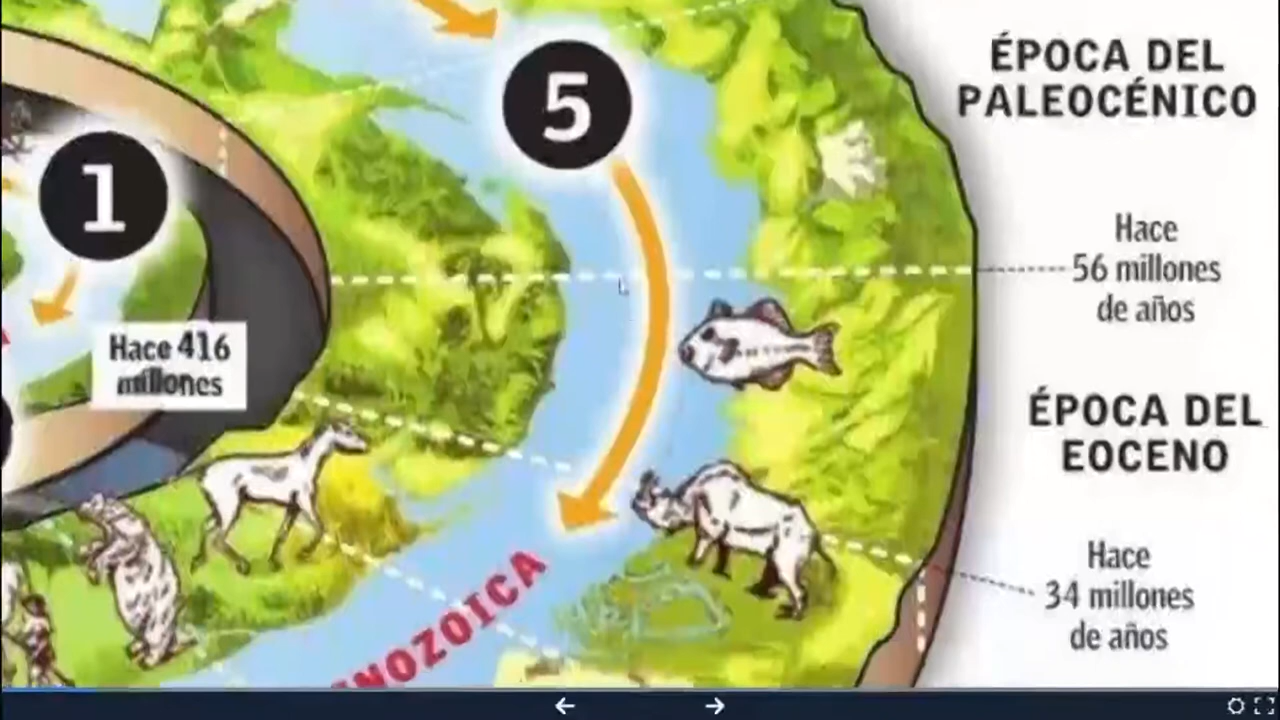 5
ÉPOCA DEL
PALEOCÉNICO
1
Hace
56 millones
de años
Hace 416
millones
ÉPOCA DEL
EOCENO
Hace
34 millones
de años
NOZOICA